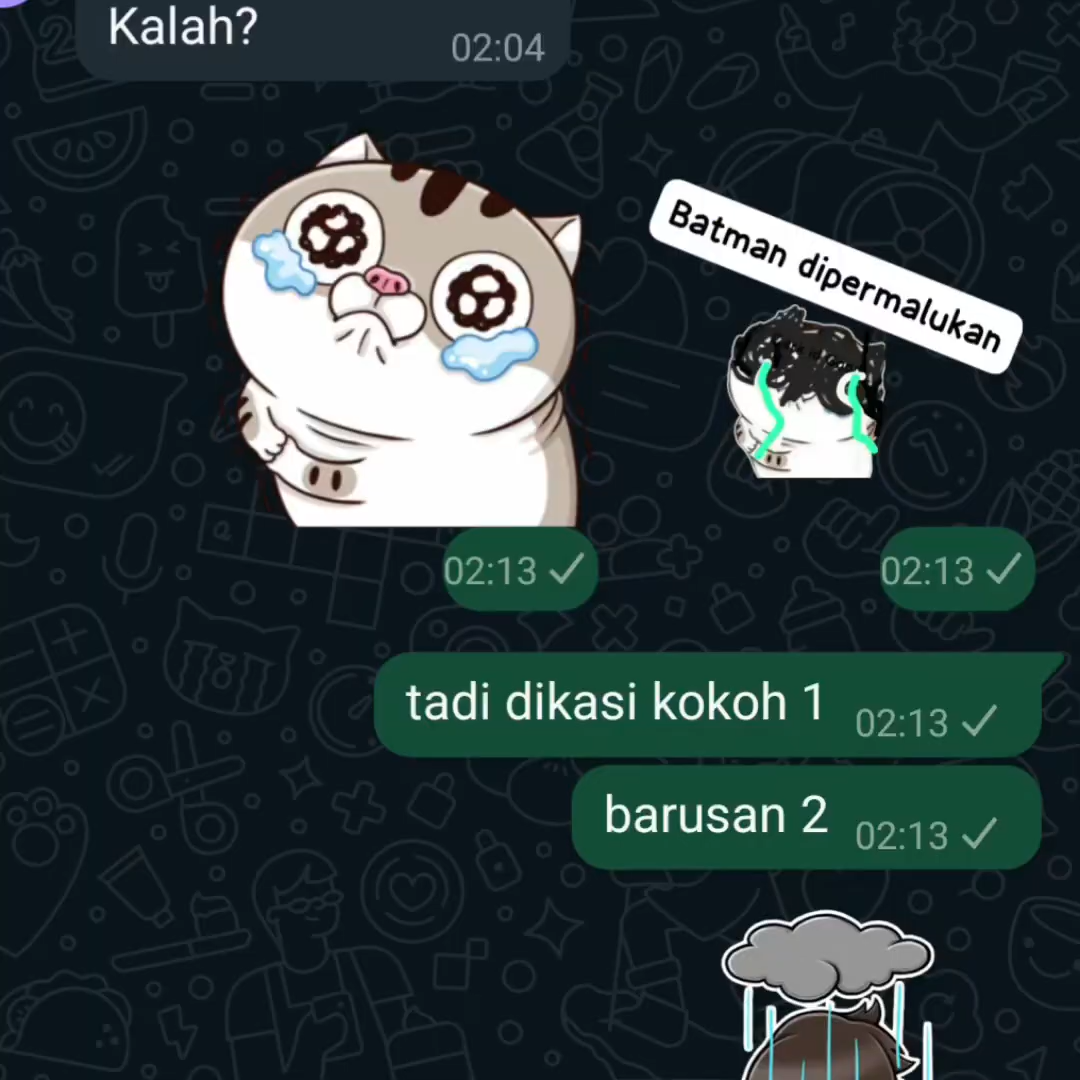 Kalah?
02:04
Batman dipermalukan
02:13
02:13
tadi dikasi kokoh 1
02:13
barusan 2
02:13